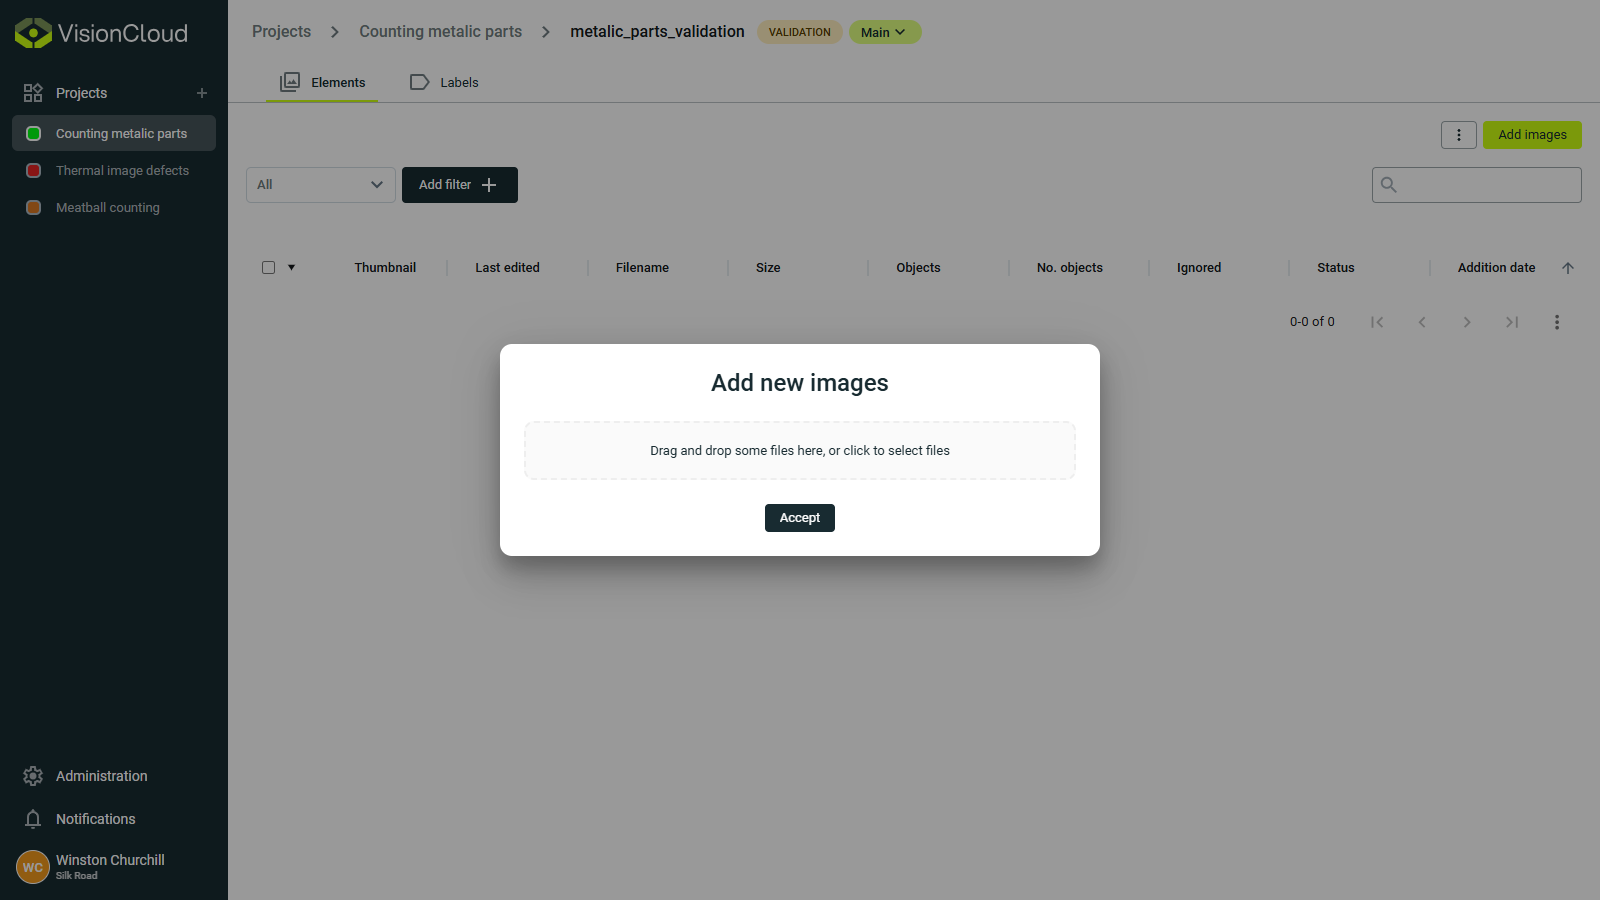 VisionCloud
Projects
Counting metalic parts
Thermal image defects
Meatball counting
Administration
Notifications
WC
Winston Churchill
Silk Road
Projects > Counting metalic parts > metalic_parts_validation VALIDATION Main
Elements Labels
Add images
All Add filter
Thumbnail Last edited Filename Size Objects No. objects Ignored Status Addition date
0-0 of 0
Add new images
Drag and drop some files here, or click to select files
Accept